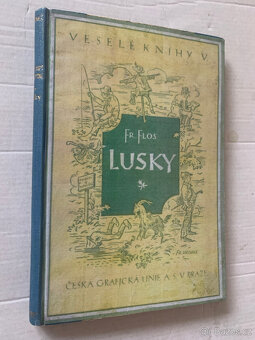 VESELÉ KNIHY V.
FR. FLOS
LUSKY
ČESKÁ GRAFICKÁ UNIE A. S. V PRAZE